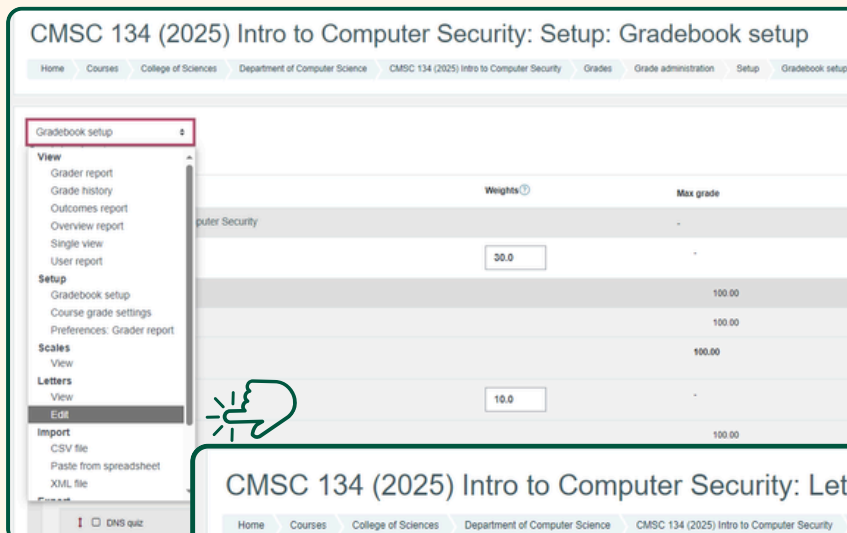 CMSC 134 (2025) Intro to Computer Security: Setup: Gradebook setup
Home Courses College of Sciences Department of Computer Science CMSC 134 (2025) Intro to Computer Security Grades Grade administration Setup Gradebook setup
Gradebook setup
View
Grader report
Grade history
Outcomes report
Overview report
Single view
User report
Setup
Gradebook setup
Course grade settings
Preferences: Grader report
Scales
View
Letters
View
Edit
Import
CSV file
Paste from spreadsheet
XML file
Weights Max grade
puter Security -
30.0 -
100.00
100.00
100.00
10.0 -
100.00
DNS quiz
CMSC 134 (2025) Intro to Computer Security: Let
Home Courses College of Sciences Department of Computer Science CMSC 134 (2025) Intro to Computer Security